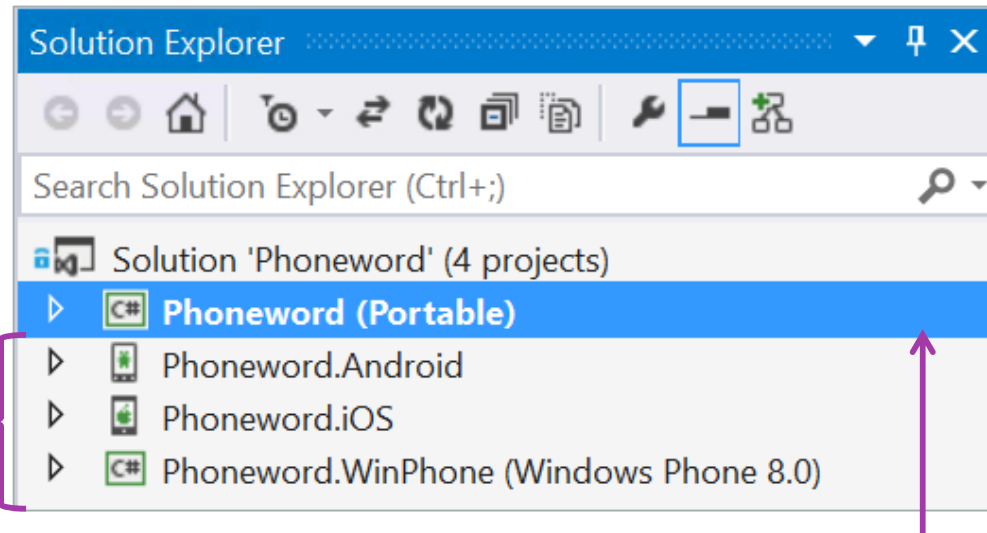 Solution Explorer
Search Solution Explorer (Ctrl+;)
Solution 'Phoneword' (4 projects)
C# Phoneword (Portable)
Phoneword.Android
Phoneword.iOS
C# Phoneword.WinPhone (Windows Phone 8.0)